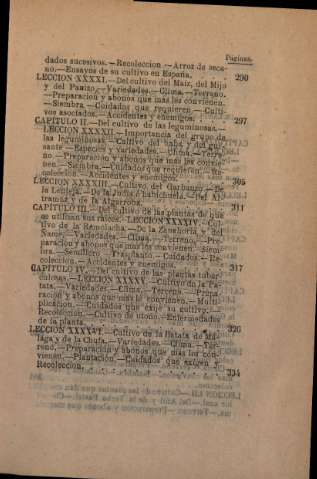 Páginas.
dados sucesivos.—Recoleccion.—Arroz de seca-
no.—Ensayos de su cultivo en España. 290
LECCION XXXXI.—Del cultivo del Maiz, del Mijo
y del Panizo.—Variedades.—Clima.—Terreno.
—Preparacion y abonos que más les convienen.
—Siembra.—Cuidados que requieren.—Culti-
vos asociados.—Accidentes y enemigos. 297
CAPITULO II.—Del cultivo de las leguminosas.—
LECCION XXXXII.—Importancia del grupo de
las leguminosas.—Cultivo del haba y del gui-
sante.—Especies y Variedades.—Clima.—Terre-
no.—Preparacion y abonos que más les convie-
nen.—Siembra.—Cuidados que requieren.—Re-
coleccion.—Accidentes y enemigos. 305
LECCION XXXXIII.—Cultivo del Garbanzo.—De
la Lenteja.—De la Judía ó habichuela.—Del Al-
tramuz y de la Algarroba. 311
CAPITULO III.—Del cultivo de las plantas de que
se utilizan sus raices.—LECCION XXXXIV.—Cul-
tivo de la Remolacha.—De la Zanahoria y del
Nabo.—Variedades.—Clima.—Terreno.—Pre-
paracion y abonos que más les convienen.—Siem-
bra.—Semillero.—Trasplanto.—Cuidados.—Re-
coleccion.—Accidentes y enemigos. 317
CAPITULO IV.—Del cultivo de las plantas tuber-
culosas.—LECCION XXXXV.—Cultivo de la Pa-
tata.—Variedades.—Clima.—Terreno.—Prepa-
racion y abonos que más le convienen.—Multi-
plicacion.—Cuidados que exije su cultivo.—
Recoleccion.—Cultivo de otoño.—Enfermedades
de la planta. 326
LECCION XXXXVI.—Cultivo de la Batata de Má-
laga y de la Chufa.—Variedades.—Clima.—Ter-
reno.—Preparacion y abonos que más les con-
vienen.—Plantacion.—Cuidados que exigen.—
Recoleccion. 334